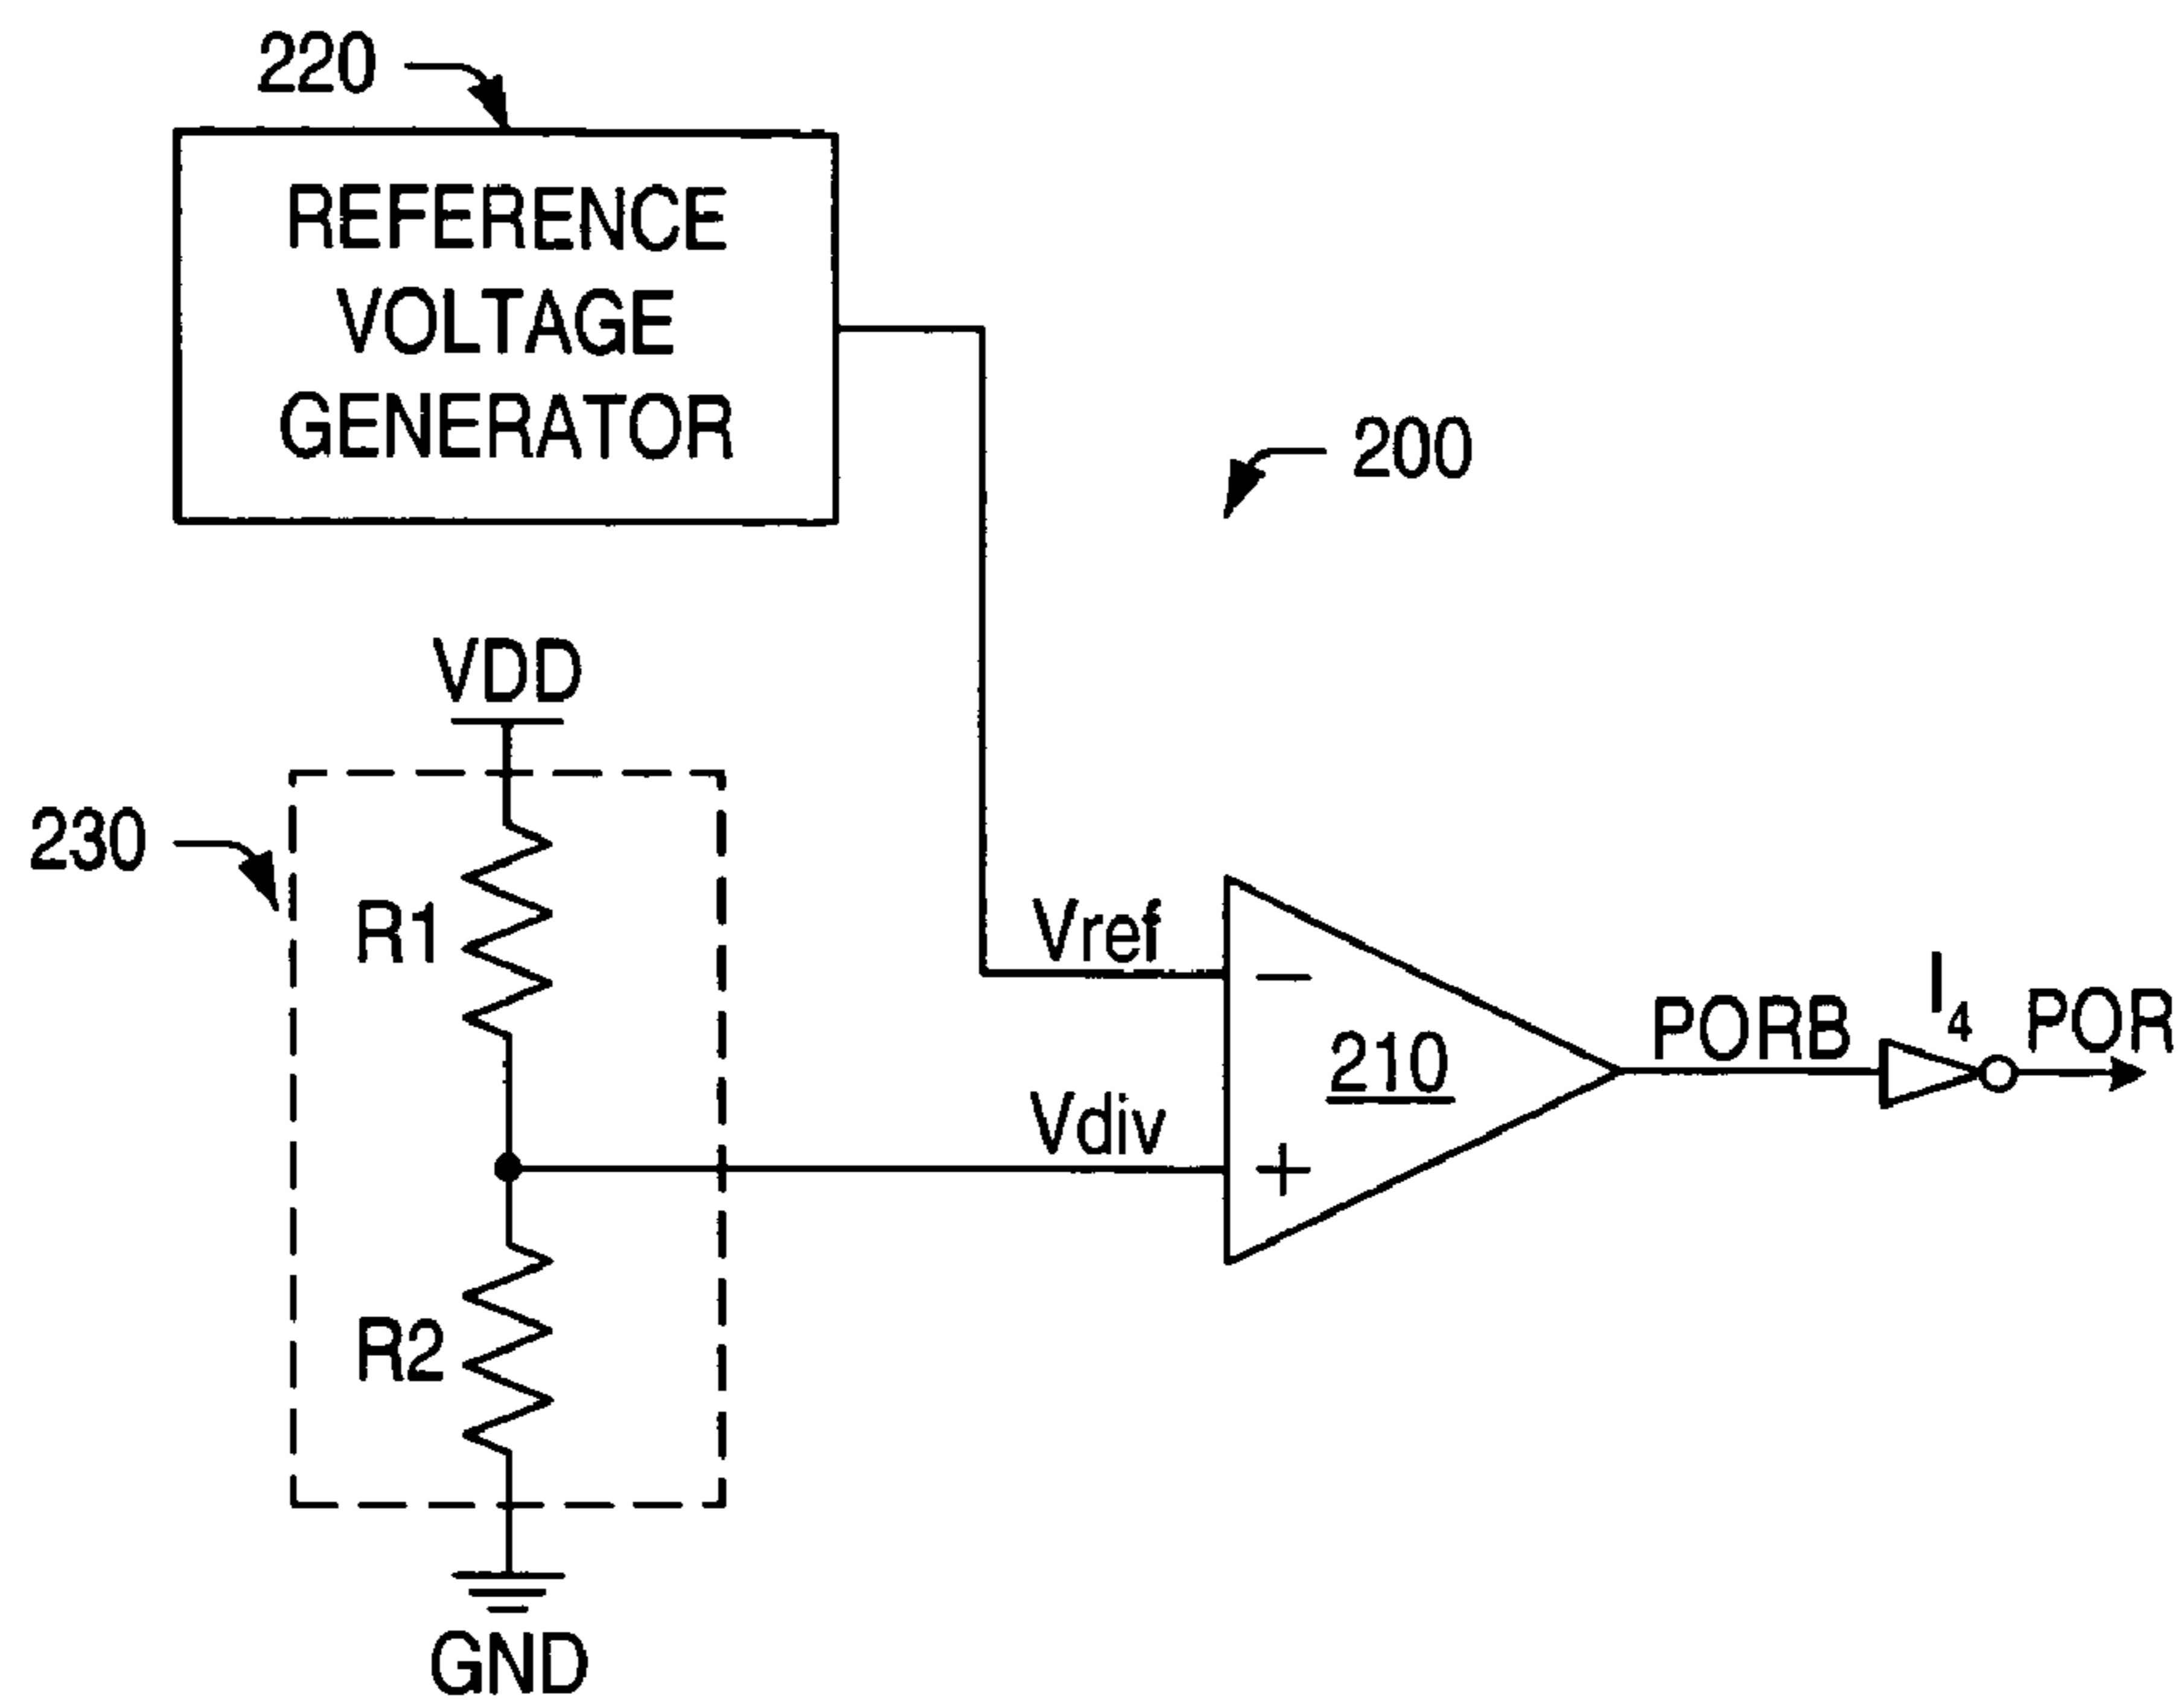 220
REFERENCE
VOLTAGE
GENERATOR
200
VDD
230
R1
Vref
−
210
PORB
I4
POR
Vdiv
+
R2
GND